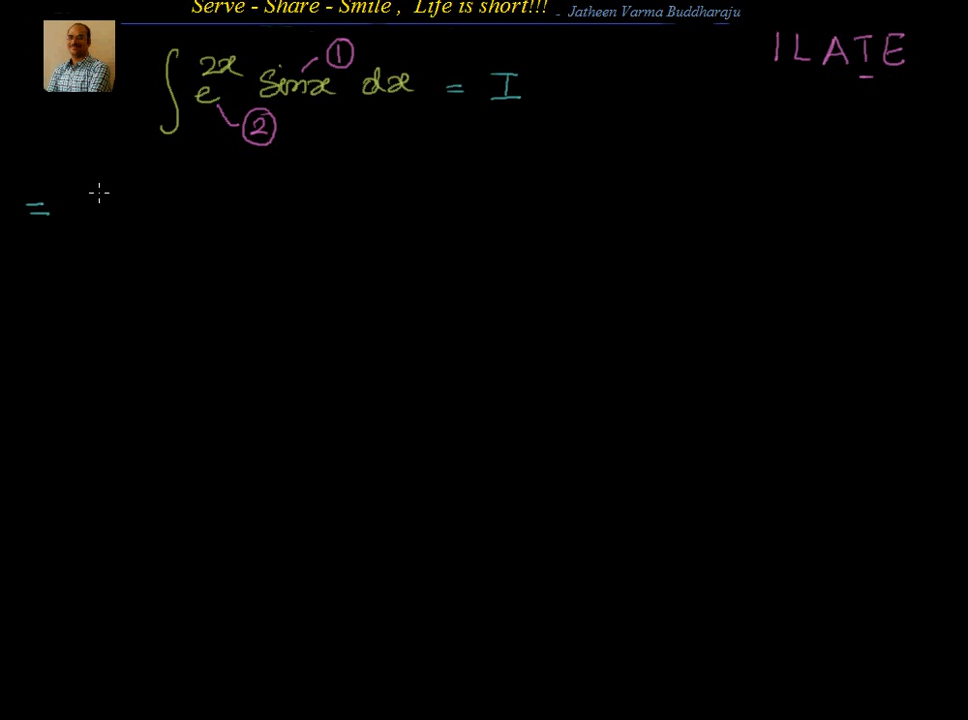 Serve - Share - Smile , Life is short!!! - Jatheen Varma Buddharaju
∫ e^{2x} sinx dx = I
①
②
ILATE
=